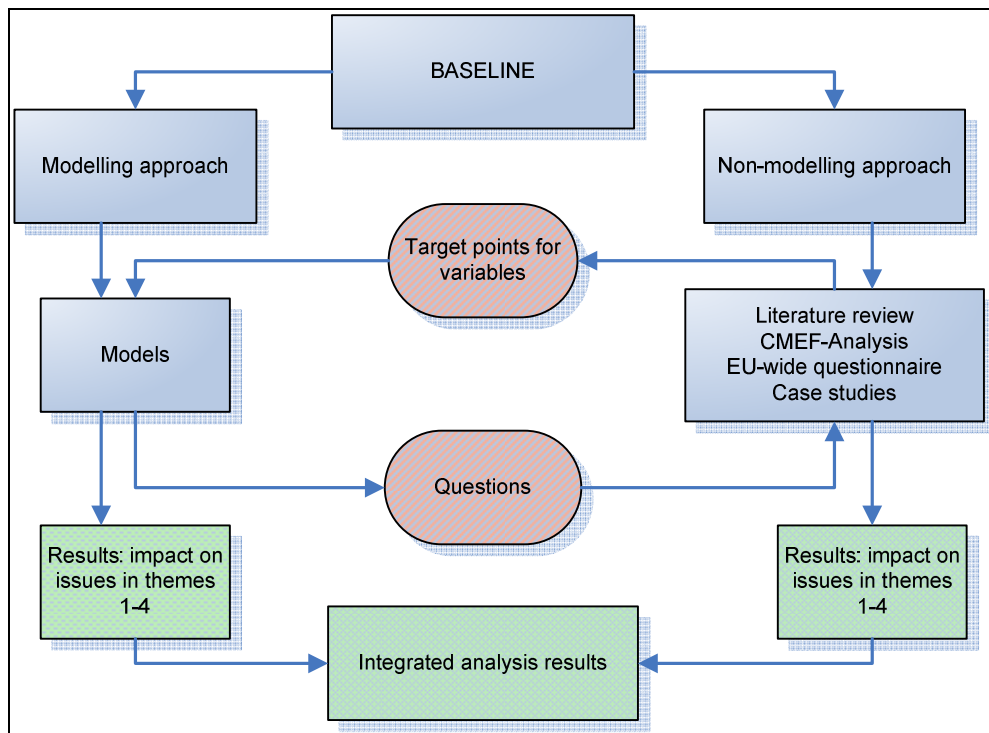 BASELINE
Modelling approach
Non-modelling approach
Target points for
variables
Models
Literature review
CMEF-Analysis
EU-wide questionnaire
Case studies
Questions
Results: impact on
issues in themes
1-4
Results: impact on
issues in themes
1-4
Integrated analysis results